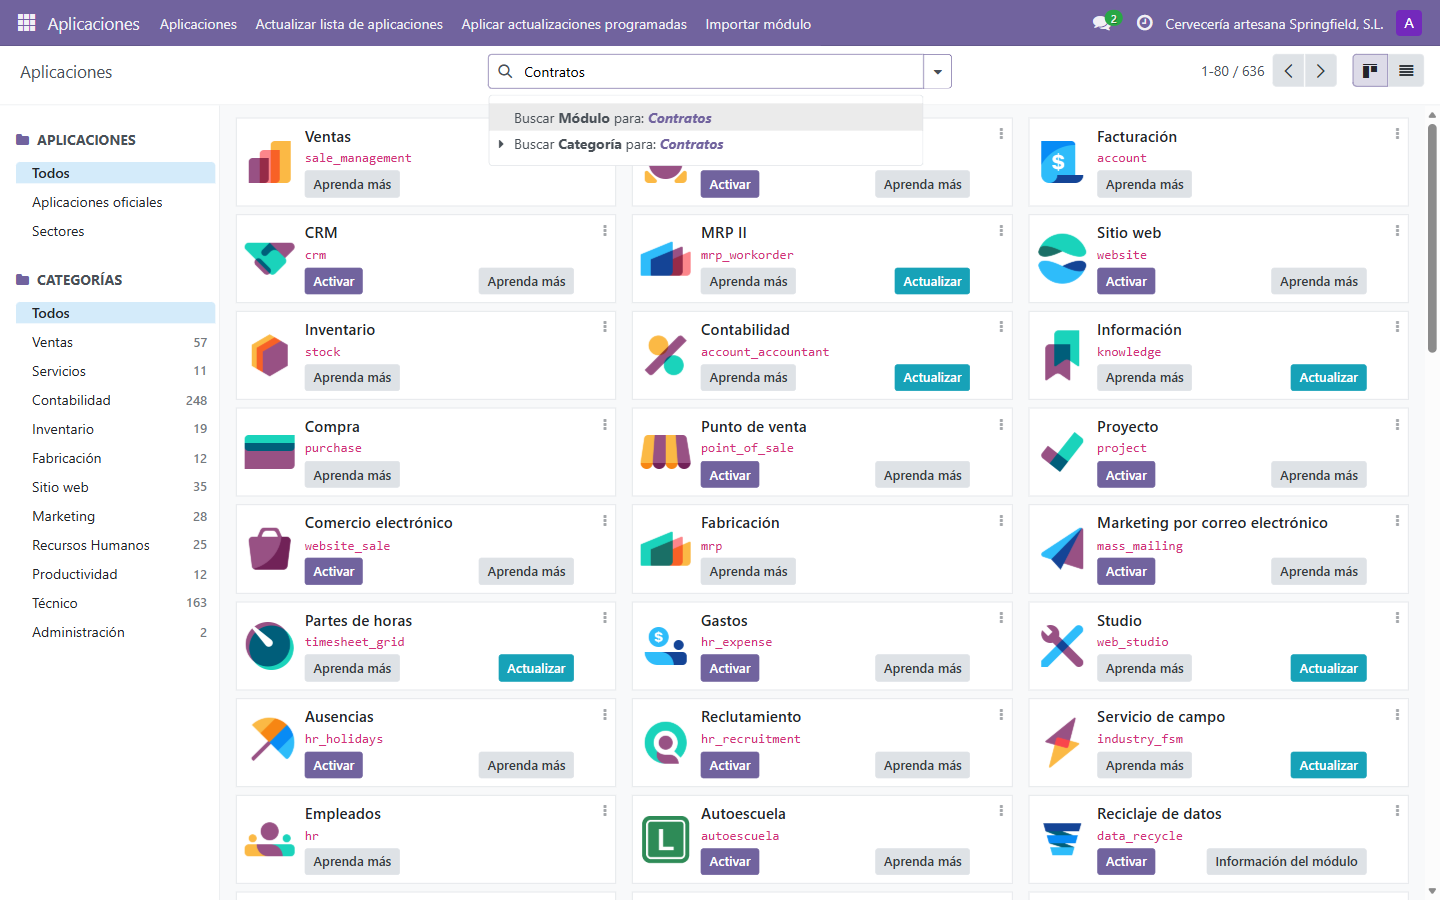 Aplicaciones Aplicaciones Actualizar lista de aplicaciones Aplicar actualizaciones programadas Importar módulo 2 Cervecería artesana Springfield, S.L. A
Aplicaciones Contratos 1-80 / 636
Buscar Módulo para: Contratos
Buscar Categoría para: Contratos
APLICACIONES
Todos
Aplicaciones oficiales
Sectores
CATEGORÍAS
Todos
Ventas 57
Servicios 11
Contabilidad 248
Inventario 19
Fabricación 12
Sitio web 35
Marketing 28
Recursos Humanos 25
Productividad 12
Técnico 163
Administración 2
Ventas
sale_management
Aprenda más
Activar Aprenda más
Facturación
account
Aprenda más
CRM
crm
Activar Aprenda más
MRP II
mrp_workorder
Aprenda más Actualizar
Sitio web
website
Activar Aprenda más
Inventario
stock
Aprenda más
Contabilidad
account_accountant
Aprenda más Actualizar
Información
knowledge
Aprenda más Actualizar
Compra
purchase
Aprenda más
Punto de venta
point_of_sale
Activar Aprenda más
Proyecto
project
Activar Aprenda más
Comercio electrónico
website_sale
Activar Aprenda más
Fabricación
mrp
Aprenda más
Marketing por correo electrónico
mass_mailing
Activar Aprenda más
Partes de horas
timesheet_grid
Aprenda más Actualizar
Gastos
hr_expense
Activar Aprenda más
Studio
web_studio
Aprenda más Actualizar
Ausencias
hr_holidays
Activar Aprenda más
Reclutamiento
hr_recruitment
Activar Aprenda más
Servicio de campo
industry_fsm
Aprenda más Actualizar
Empleados
hr
Aprenda más
L
Autoescuela
autoescuela
Activar Aprenda más
Reciclaje de datos
data_recycle
Activar Información del módulo